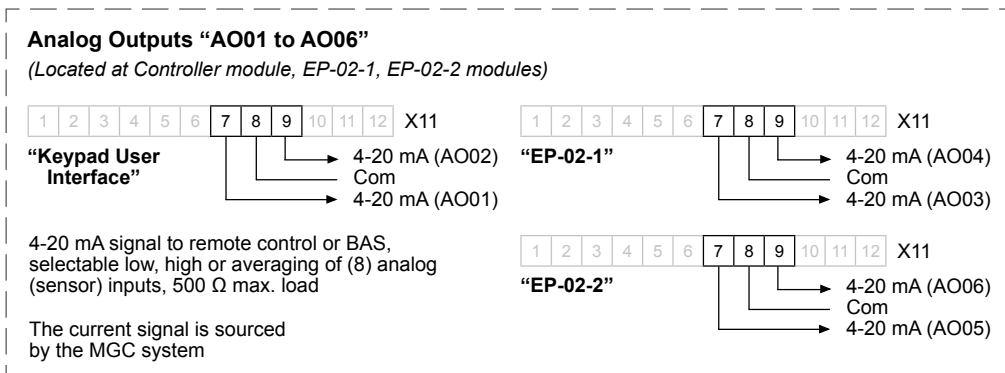 Analog Outputs “AO01 to AO06”
(Located at Controller module, EP-02-1, EP-02-2 modules)
1 2 3 4 5 6 7 8 9 10 11 12 X11
“Keypad User
Interface”
4-20 mA (AO02)
Com
4-20 mA (AO01)
4-20 mA signal to remote control or BAS,
selectable low, high or averaging of (8) analog
(sensor) inputs, 500 Ω max. load
The current signal is sourced
by the MGC system
1 2 3 4 5 6 7 8 9 10 11 12 X11
“EP-02-1”
4-20 mA (AO04)
Com
4-20 mA (AO03)
1 2 3 4 5 6 7 8 9 10 11 12 X11
“EP-02-2”
4-20 mA (AO06)
Com
4-20 mA (AO05)